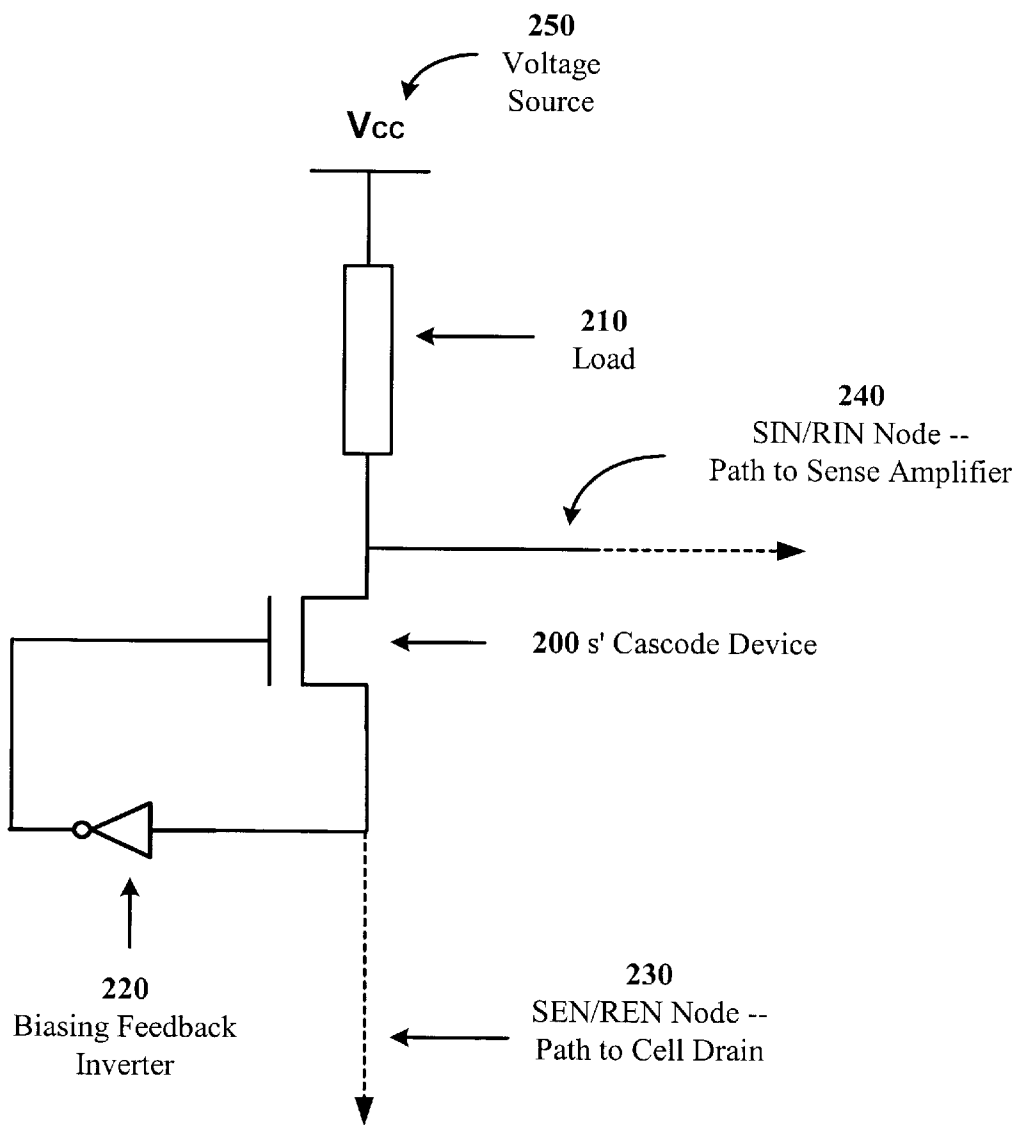 250
Voltage
Source
Vcc
210
Load
240
SIN/RIN Node --
Path to Sense Amplifier
200 s' Cascode Device
220
Biasing Feedback
Inverter
230
SEN/REN Node --
Path to Cell Drain